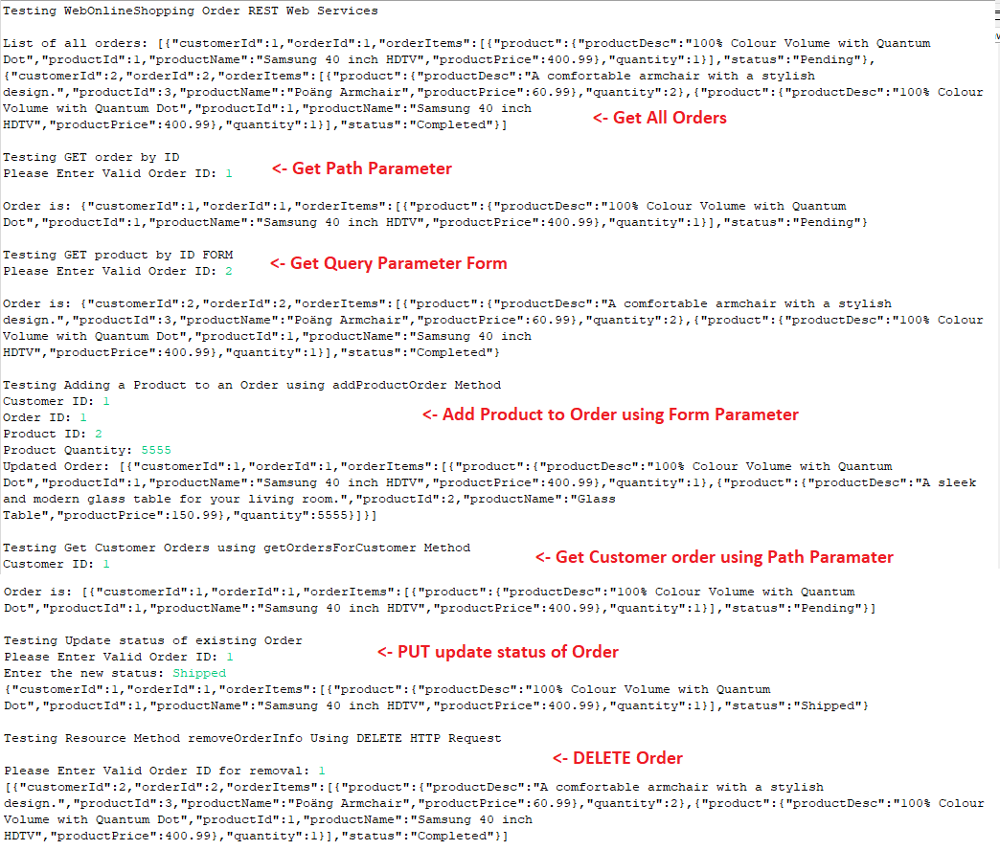 Testing WebOnlineShopping Order REST Web Services
List of all orders: [{"customerId":1,"orderId":1,"orderItems":[{"product":{"productDesc":"100% Colour Volume with Quantum
Dot","productId":1,"productName":"Samsung 40 inch HDTV","productPrice":400.99},"quantity":1}],"status":"Pending"},
{"customerId":2,"orderId":2,"orderItems":[{"product":{"productDesc":"A comfortable armchair with a stylish
design.","productId":3,"productName":"Poäng Armchair","productPrice":60.99},"quantity":2},{"product":{"productDesc":"100% Colour
Volume with Quantum Dot","productId":1,"productName":"Samsung 40 inch
HDTV","productPrice":400.99},"quantity":1}],"status":"Completed"}]
<- Get All Orders
Testing GET order by ID
Please Enter Valid Order ID: 1
<- Get Path Parameter
Order is: {"customerId":1,"orderId":1,"orderItems":[{"product":{"productDesc":"100% Colour Volume with Quantum
Dot","productId":1,"productName":"Samsung 40 inch HDTV","productPrice":400.99},"quantity":1}],"status":"Pending"}
Testing GET product by ID FORM
Please Enter Valid Order ID: 2
<- Get Query Parameter Form
Order is: {"customerId":2,"orderId":2,"orderItems":[{"product":{"productDesc":"A comfortable armchair with a stylish
design.","productId":3,"productName":"Poäng Armchair","productPrice":60.99},"quantity":2},{"product":{"productDesc":"100% Colour
Volume with Quantum Dot","productId":1,"productName":"Samsung 40 inch
HDTV","productPrice":400.99},"quantity":1}],"status":"Completed"}
Testing Adding a Product to an Order using addProductOrder Method
Customer ID: 1
Order ID: 1
<- Add Product to Order using Form Parameter
Product ID: 2
Product Quantity: 5555
Updated Order: [{"customerId":1,"orderId":1,"orderItems":[{"product":{"productDesc":"100% Colour Volume with Quantum
Dot","productId":1,"productName":"Samsung 40 inch HDTV","productPrice":400.99},"quantity":1},{"product":{"productDesc":"A sleek
and modern glass table for your living room.","productId":2,"productName":"Glass
Table","productPrice":150.99},"quantity":5555}]}]
Testing Get Customer Orders using getOrdersForCustomer Method
Customer ID: 1
<- Get Customer order using Path Paramater
Order is: [{"customerId":1,"orderId":1,"orderItems":[{"product":{"productDesc":"100% Colour Volume with Quantum
Dot","productId":1,"productName":"Samsung 40 inch HDTV","productPrice":400.99},"quantity":1}],"status":"Pending"}]
Testing Update status of existing Order
Please Enter Valid Order ID: 1
<- PUT update status of Order
Enter the new status: Shipped
{"customerId":1,"orderId":1,"orderItems":[{"product":{"productDesc":"100% Colour Volume with Quantum
Dot","productId":1,"productName":"Samsung 40 inch HDTV","productPrice":400.99},"quantity":1}],"status":"Shipped"}
Testing Resource Method removeOrderInfo Using DELETE HTTP Request
<- DELETE Order
Please Enter Valid Order ID for removal: 1
[{"customerId":2,"orderId":2,"orderItems":[{"product":{"productDesc":"A comfortable armchair with a stylish
design.","productId":3,"productName":"Poäng Armchair","productPrice":60.99},"quantity":2},{"product":{"productDesc":"100% Colour
Volume with Quantum Dot","productId":1,"productName":"Samsung 40 inch
HDTV","productPrice":400.99},"quantity":1}],"status":"Completed"}]